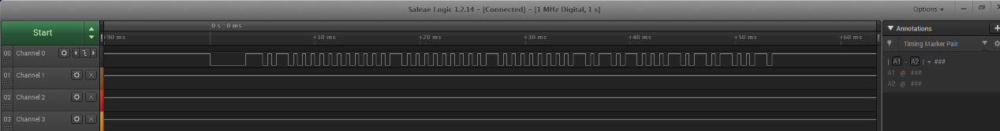 Saleae Logic 1.2.14 - [Connected] - [1 MHz Digital, 1 s]
Options
Start
0 s : 0 ms
+90 ms
+10 ms
+20 ms
+30 ms
+40 ms
+50 ms
+60 ms
Annotations
Timing Marker Pair
00 Channel 0
01 Channel 1
02 Channel 2
03 Channel 3
| A1 - A2 | = ###
A1 @ ###
A2 @ ###